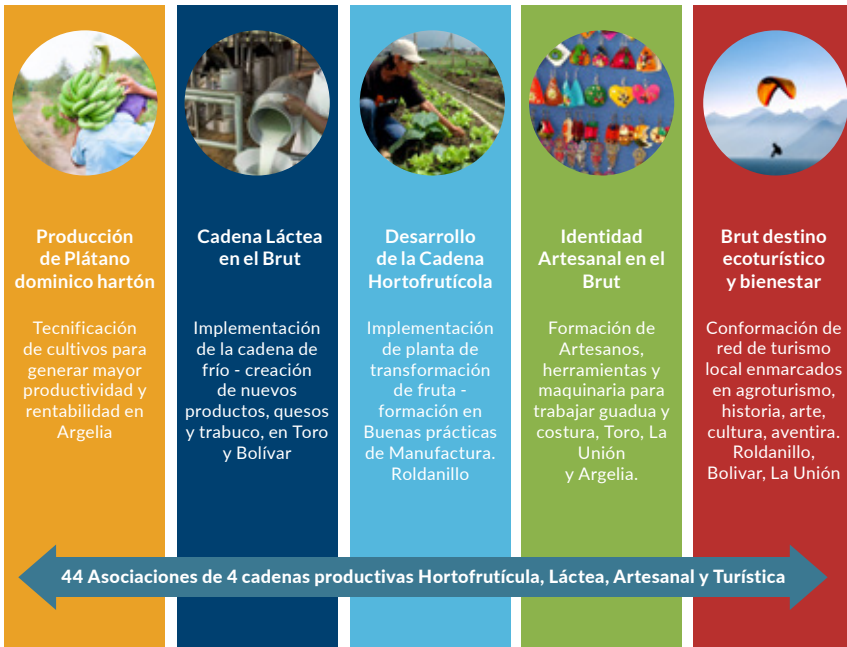 Producción
de Plátano
dominico hartón
Tecnificación
de cultivos para
generar mayor
productividad y
rentabilidad en
Argelia
Cadena Láctea
en el Brut
Implementación
de la cadena de
frío - creación
de nuevos
productos, quesos
y trabuco, en Toro
y Bolívar
Desarrollo
de la Cadena
Hortofrutícola
Implementación
de planta de
transformación
de fruta -
formación en
Buenas prácticas
de Manufactura.
Roldanillo
Identidad
Artesanal en el
Brut
Formación de
Artesanos,
herramientas y
maquinaria para
trabajar guadua y
costura, Toro, La
Unión
y Argelia.
Brut destino
ecoturístico
y bienestar
Conformación de
red de turismo
local enmarcados
en agroturismo,
historia, arte,
cultura, aventira.
Roldanillo,
Bolivar, La Unión
44 Asociaciones de 4 cadenas productivas Hortofrutícula, Láctea, Artesanal y Turística